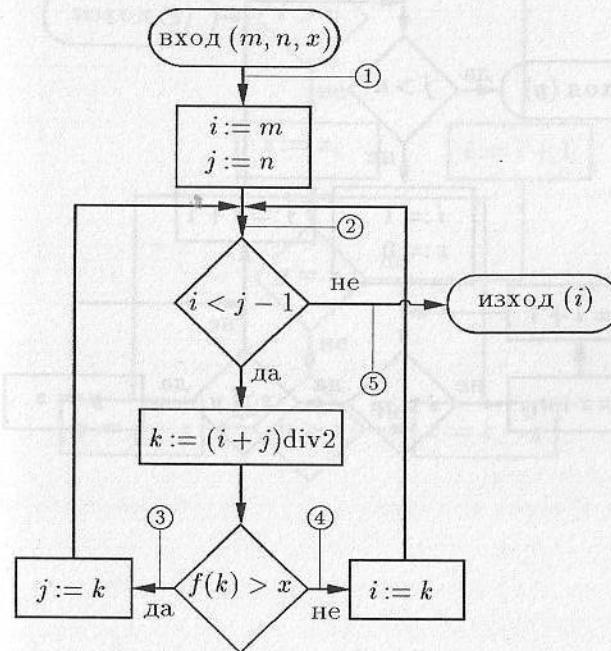 вход (m, n, x)
①
i := m
j := n
②
i < j − 1
не
изход (i)
⑤
да
k := (i + j)div2
③
④
j := k
да
f(k) > x
не
i := k